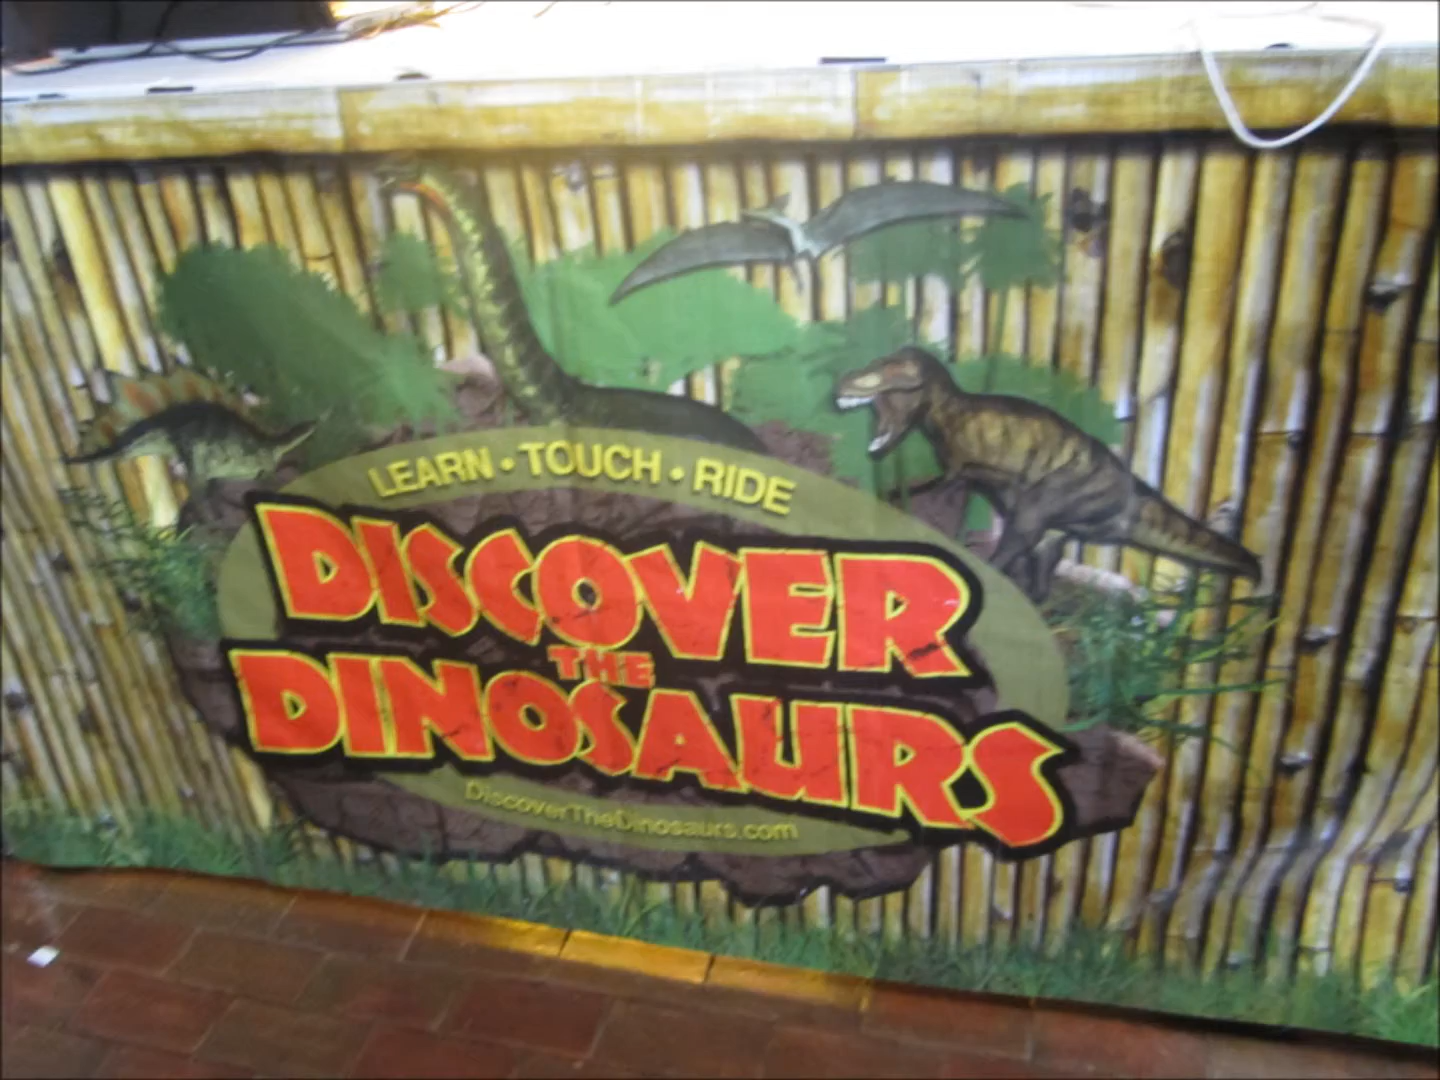 LEARN • TOUCH • RIDE
DISCOVER
THE
DINOSAURS
DiscoverTheDinosaurs.com